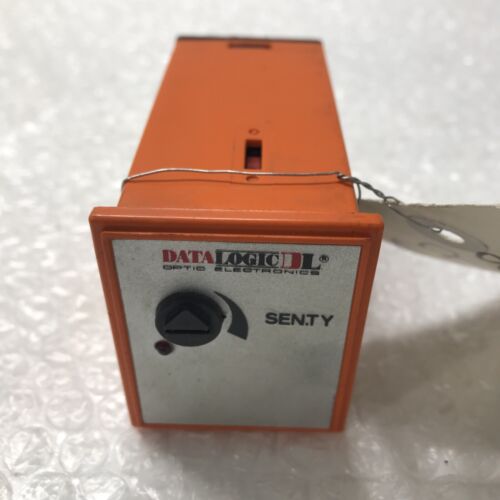 DATALOGIC DL®
OPTIC ELECTRONICS
SEN.TY